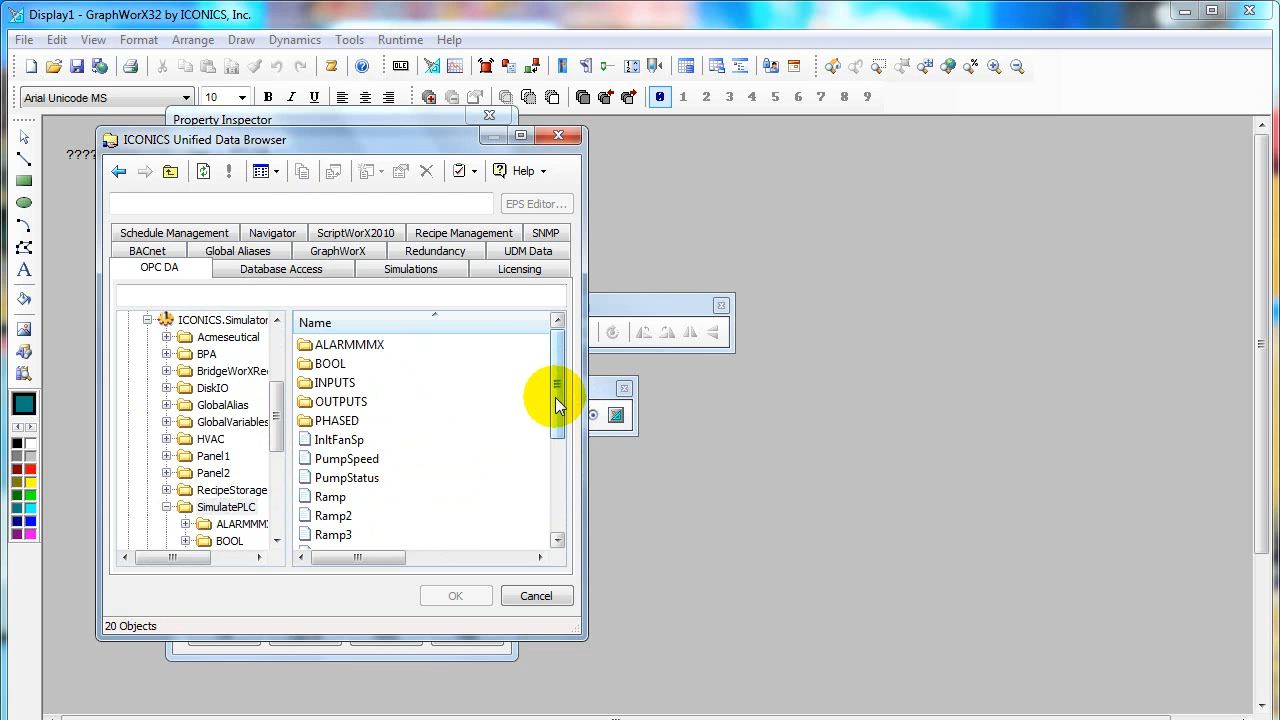 Display1 - GraphWorX32 by ICONICS, Inc.
File Edit View Format Arrange Draw Dynamics Tools Runtime Help
OLE
Arial Unicode MS 10 B I U 0 1 2 3 4 5 6 7 8 9
Property Inspector
????
ICONICS Unified Data Browser
Help
EPS Editor...
Schedule Management Navigator ScriptWorX2010 Recipe Management SNMP
BACnet Global Aliases GraphWorX Redundancy UDM Data
OPC DA Database Access Simulations Licensing
ICONICS.Simulator
Acmeseutical
BPA
BridgeWorXRe
DiskIO
GlobalAlias
GlobalVariables
HVAC
Panel1
Panel2
RecipeStorage
SimulatePLC
ALARMMM
BOOL
Name
ALARMMMX
BOOL
INPUTS
OUTPUTS
PHASED
InltFanSp
PumpSpeed
PumpStatus
Ramp
Ramp2
Ramp3
OK Cancel
20 Objects